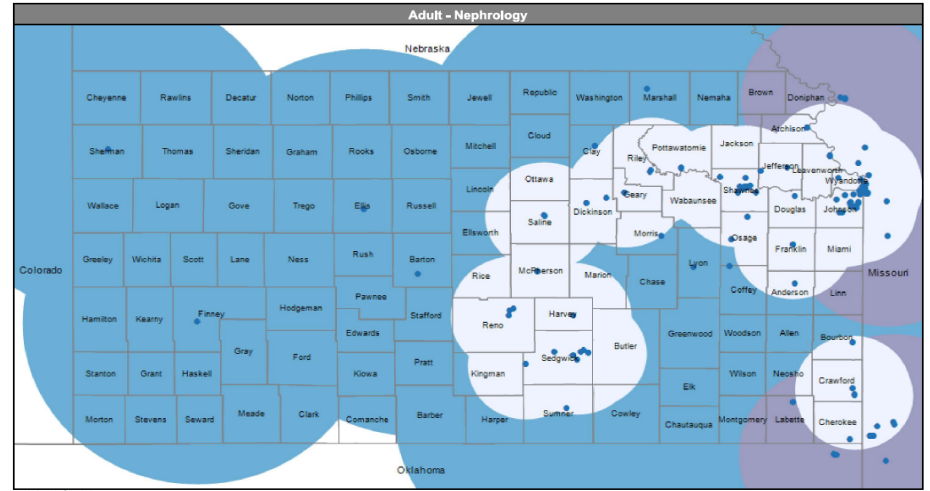 Adult - Nephrology
Nebraska
Cheyenne Rawlins Decatur Norton Phillips Smith Jewell Republic Washington Marshall Nemaha Brown Doniphan
Atchison
Sherman Thomas Sheridan Graham Rooks Osborne Mitchell Cloud Clay Riley Pottawatomie Jackson
Jefferson Leavenworth
Wyandotte
Wallace Logan Gove Trego Ellis Russell Lincoln Ottawa Dickinson Geary Wabaunsee Shawnee Douglas Johnson
Saline
Ellsworth Morris Osage Franklin Miami
Greeley Wichita Scott Lane Ness Rush Barton Rice McPherson Marion Chase Lyon Coffey Anderson Linn
Colorado Missouri
Hamilton Kearny Finney Hodgeman Pawnee Stafford Reno Harvey
Edwards Greenwood Woodson Allen Bourbon
Gray Ford Sedgwick Butler
Stanton Grant Haskell Kiowa Pratt Kingman Elk Wilson Neosho Crawford
Morton Stevens Seward Meade Clark Comanche Barber Harper Sumner Cowley Chautauqua Montgomery Labette Cherokee
Oklahoma